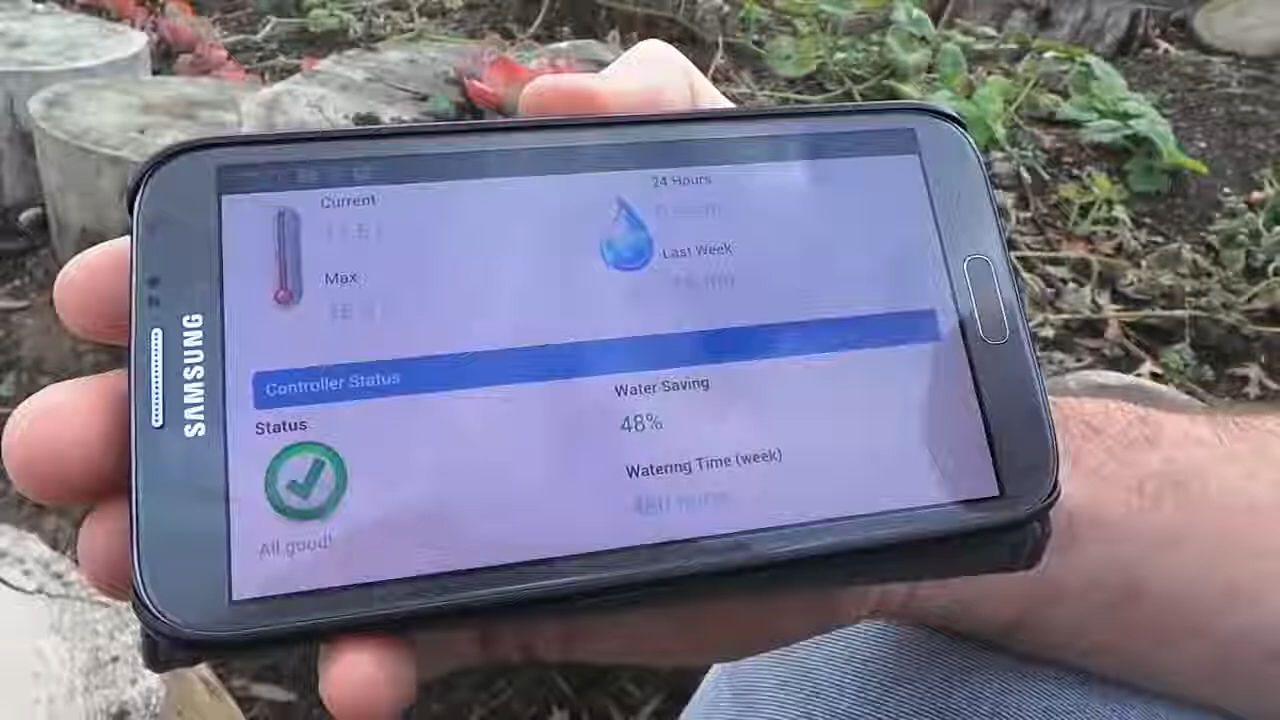 SAMSUNG
Current
Max
24 Hours
Last Week
Controller Status
Status
All good!
Water Saving
48%
Watering Time (week)